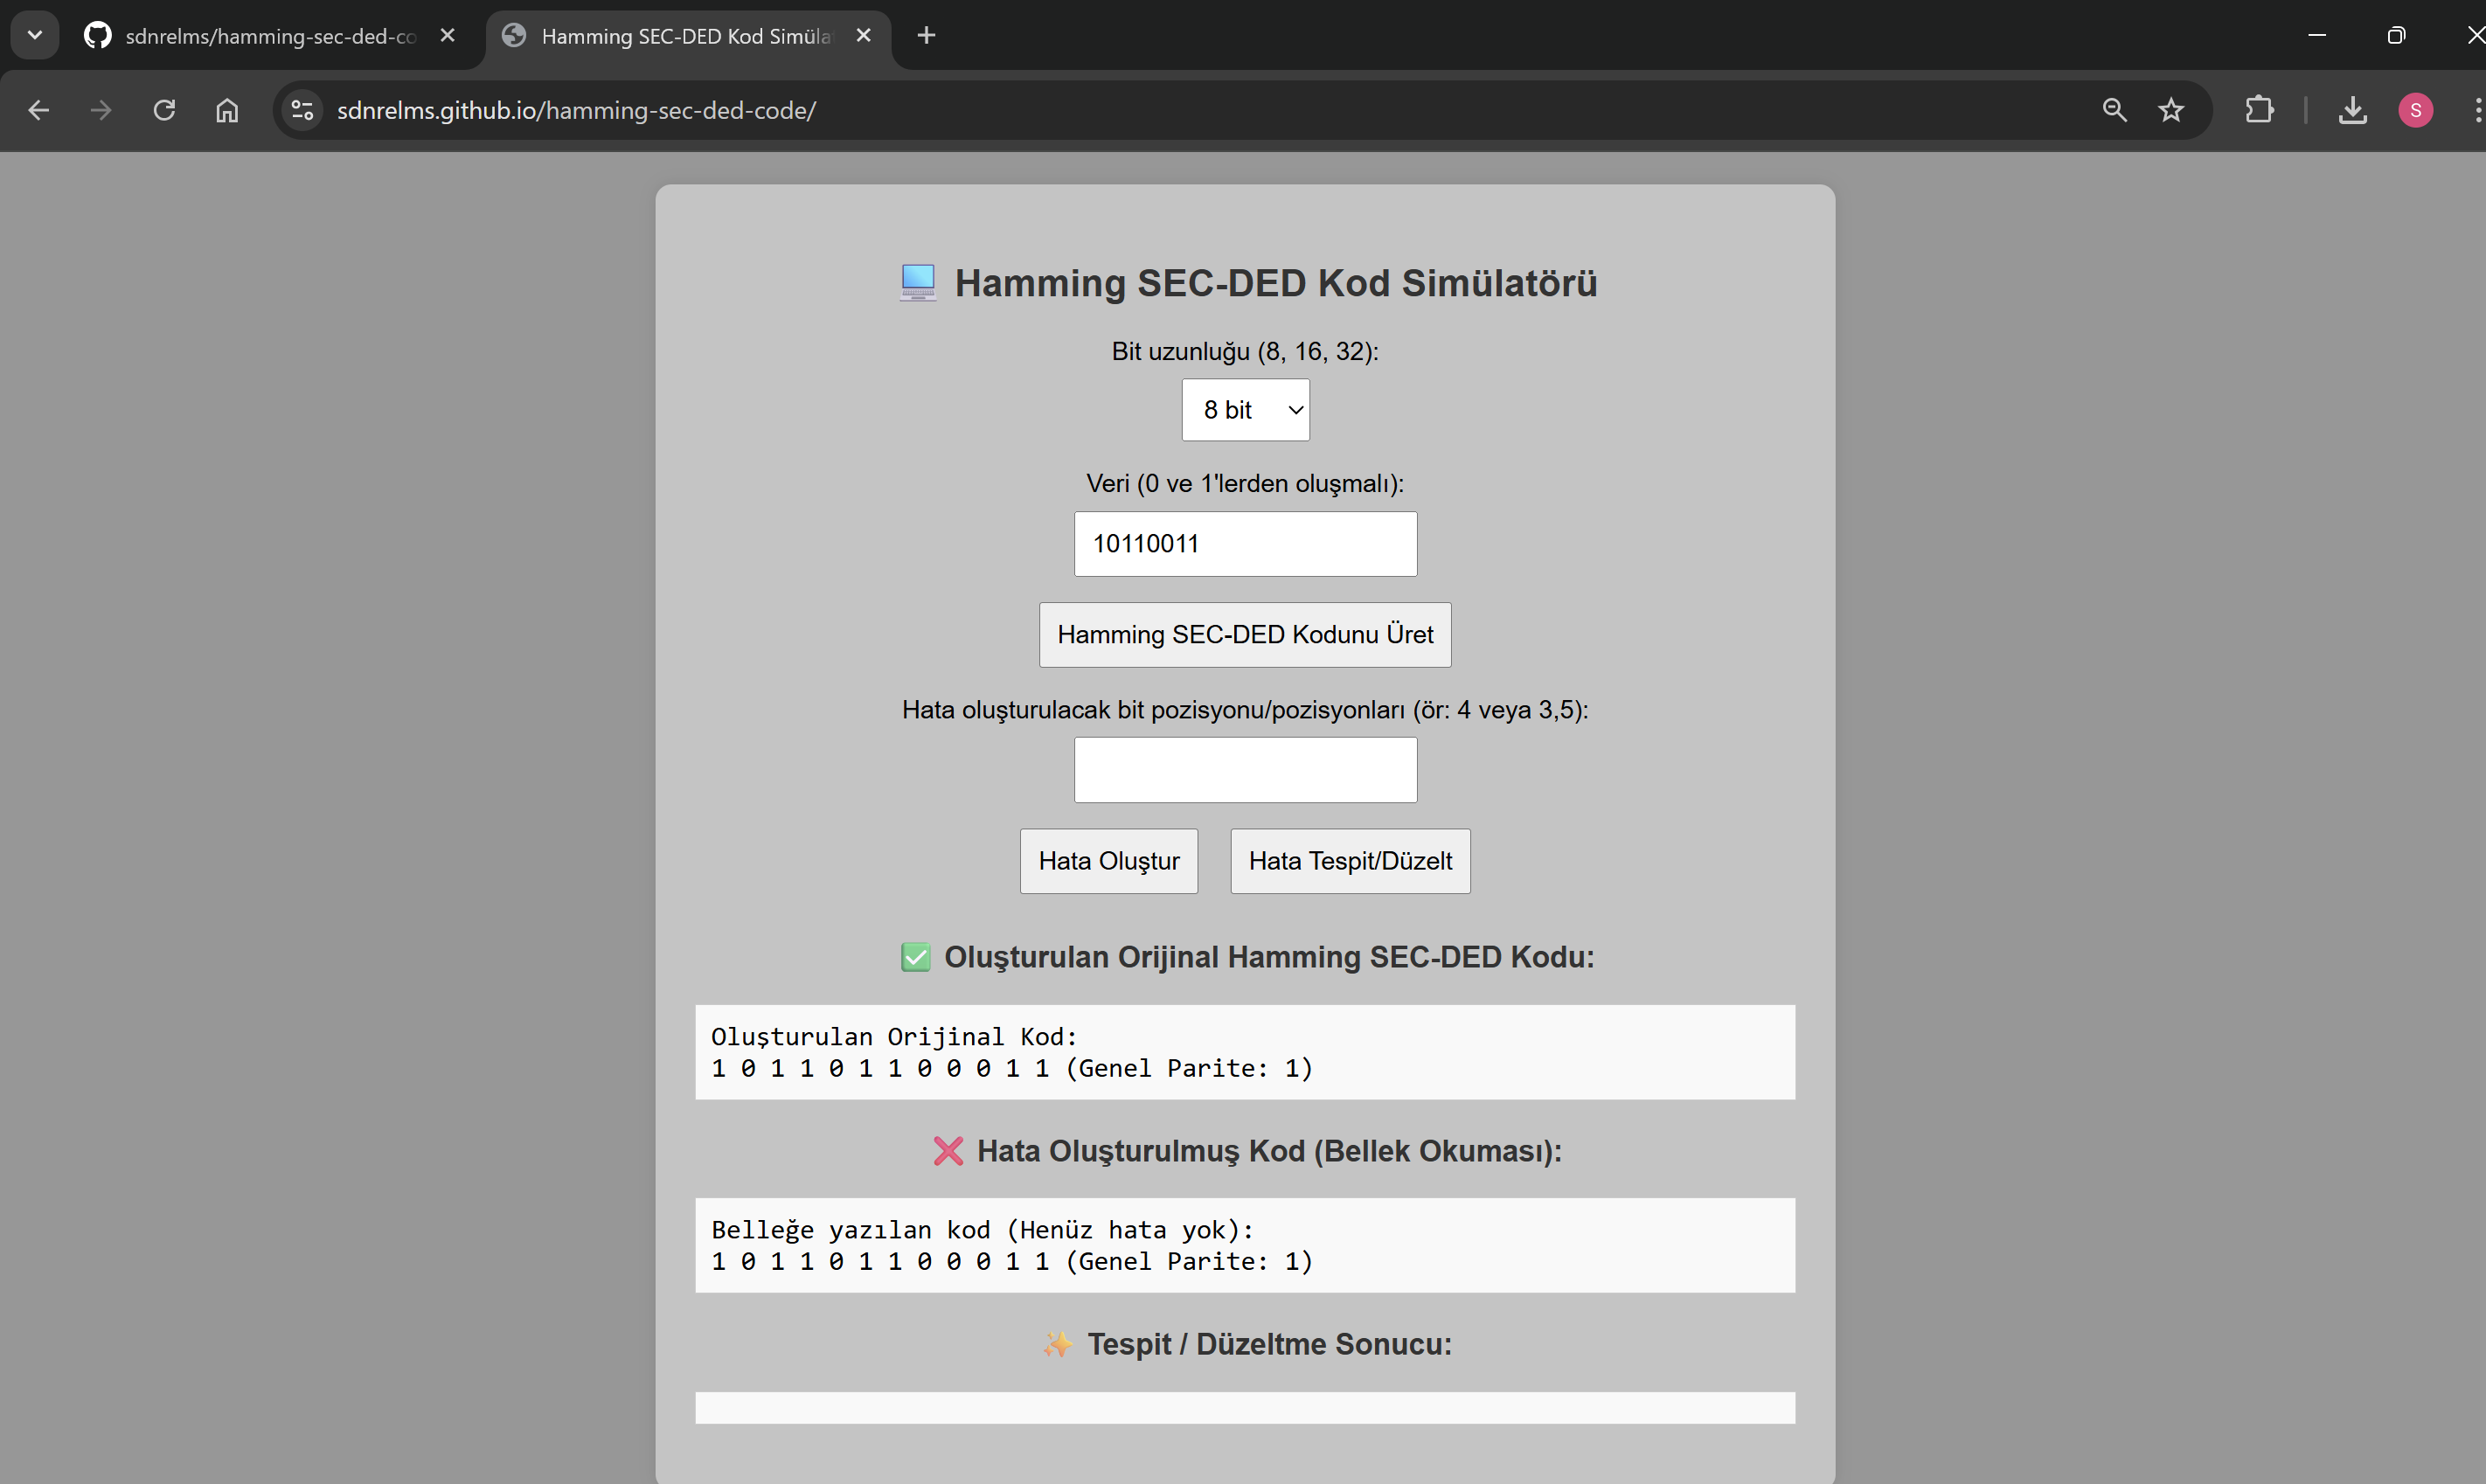 sdnrelms/hamming-sec-ded-co
Hamming SEC-DED Kod Simüla
sdnrelms.github.io/hamming-sec-ded-code/
S
Hamming SEC-DED Kod Simülatörü
Bit uzunluğu (8, 16, 32):
8 bit
Veri (0 ve 1'lerden oluşmalı):
10110011
Hamming SEC-DED Kodunu Üret
Hata oluşturulacak bit pozisyonu/pozisyonları (ör: 4 veya 3,5):
Hata Oluştur
Hata Tespit/Düzelt
Oluşturulan Orijinal Hamming SEC-DED Kodu:
Oluşturulan Orijinal Kod:
1 0 1 1 0 1 1 0 0 0 1 1 (Genel Parite: 1)
Hata Oluşturulmuş Kod (Bellek Okuması):
Belleğe yazılan kod (Henüz hata yok):
1 0 1 1 0 1 1 0 0 0 1 1 (Genel Parite: 1)
Tespit / Düzeltme Sonucu: